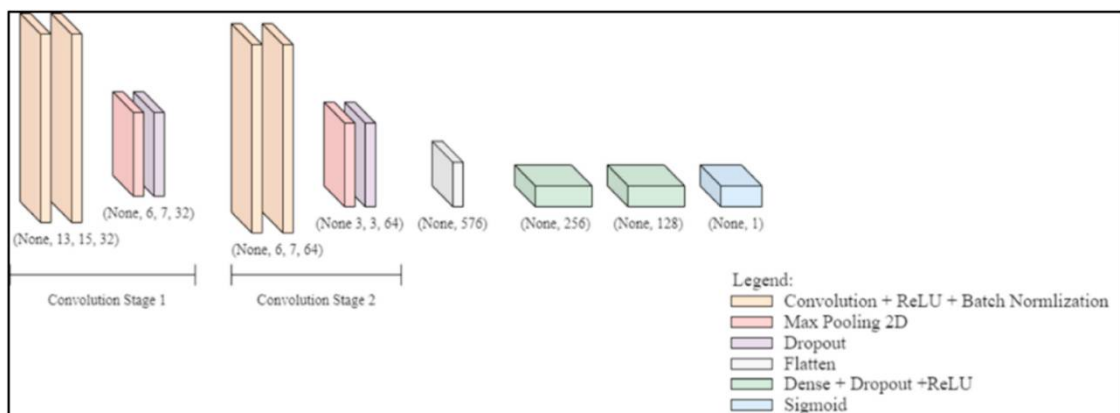 (None, 13, 15, 32)
(None, 6, 7, 32)
(None, 6, 7, 64)
(None 3, 3, 64)
(None, 576)
(None, 256)
(None, 128)
(None, 1)
Convolution Stage 1
Convolution Stage 2
Legend:
Convolution + ReLU + Batch Normlization
Max Pooling 2D
Dropout
Flatten
Dense + Dropout +ReLU
Sigmoid